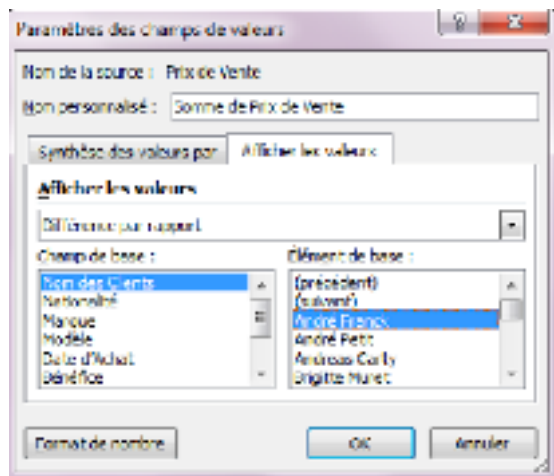 Paramètres des champs de valeurs
Nom de la source : Prix de Vente
Nom personnalisé : Somme de Prix de Vente
Synthèse des valeurs par
Afficher les valeurs
Afficher les valeurs
Différence par rapport
Champ de base :
Élément de base :
Nom des Clients
Nationalité
Marque
Modèle
Date d'Achat
Bénéfice
(précédent)
(suivant)
André Franck
André Petit
Andreas Carly
Brigitte Muret
Format de nombre
OK
Annuler